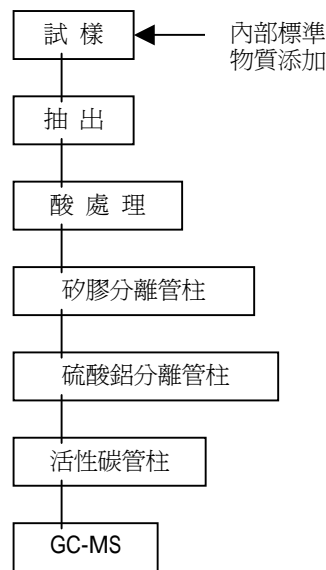 試 樣
內部標準
物質添加
抽 出
酸 處 理
矽膠分離管柱
硫酸鋁分離管柱
活性碳管柱
GC-MS